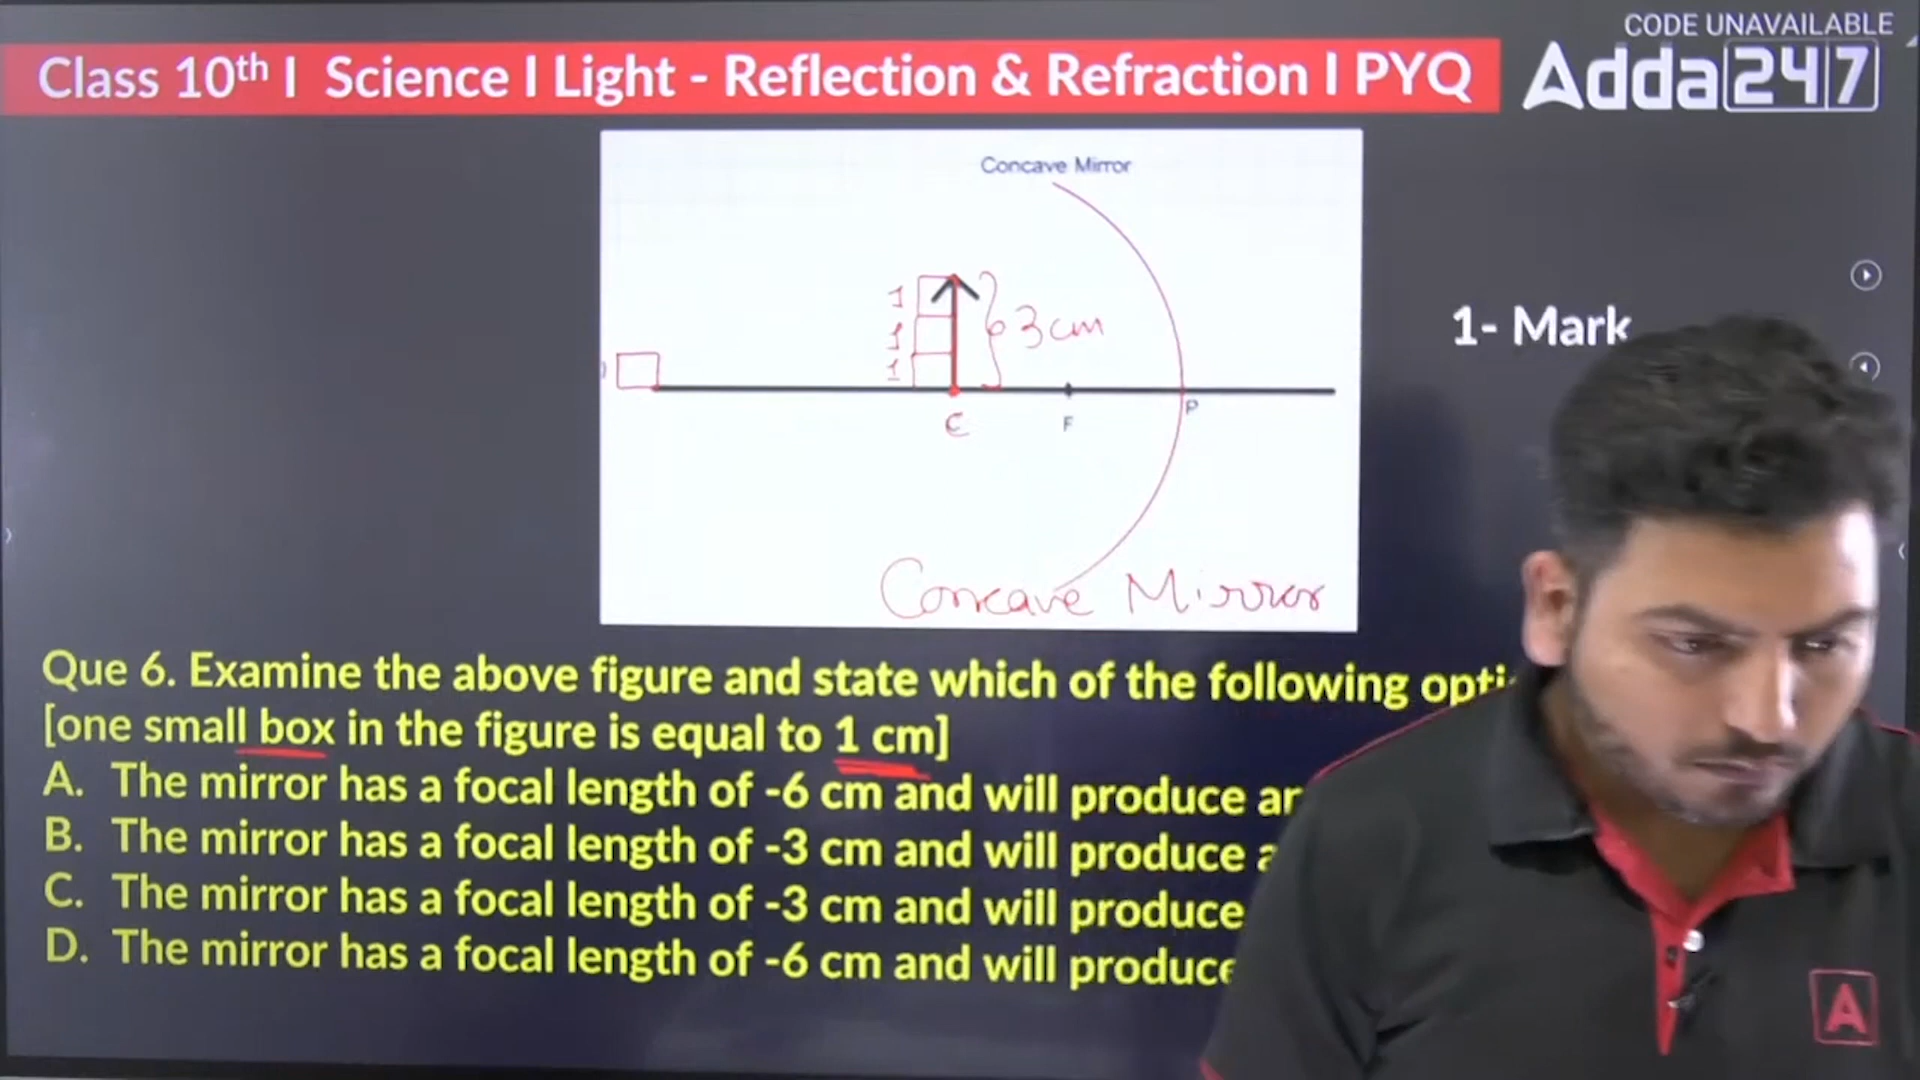 CODE UNAVAILABLE
Class 10th I Science I Light - Reflection & Refraction I PYQ
Adda247
Concave Mirror
1
1
1
3 cm
1- Mark
C
F
P
Concave Mirror
Que 6. Examine the above figure and state which of the following
[one small box in the figure is equal to 1 cm]
A. The mirror has a focal length of -6 cm and will produce
B. The mirror has a focal length of -3 cm and will produce
C. The mirror has a focal length of -3 cm and will produce
D. The mirror has a focal length of -6 cm and will produce
A